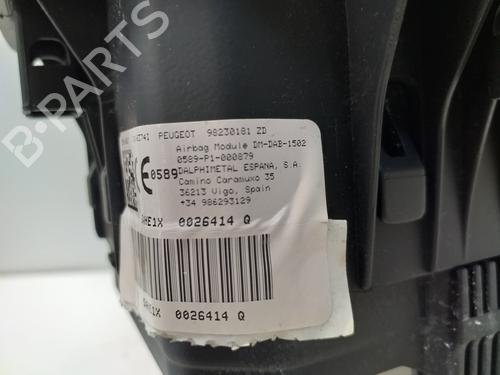 B-PARTS
PEUGEOT 98230181 ZD
Airbag Module DM-DAB-1502
0589-P1-000879
0589 DALPHIMETAL ESPANA, S.A.
Camino Caramuxo 35
36213 Vigo, Spain
+34 986293129
0026414 Q
0026414 Q